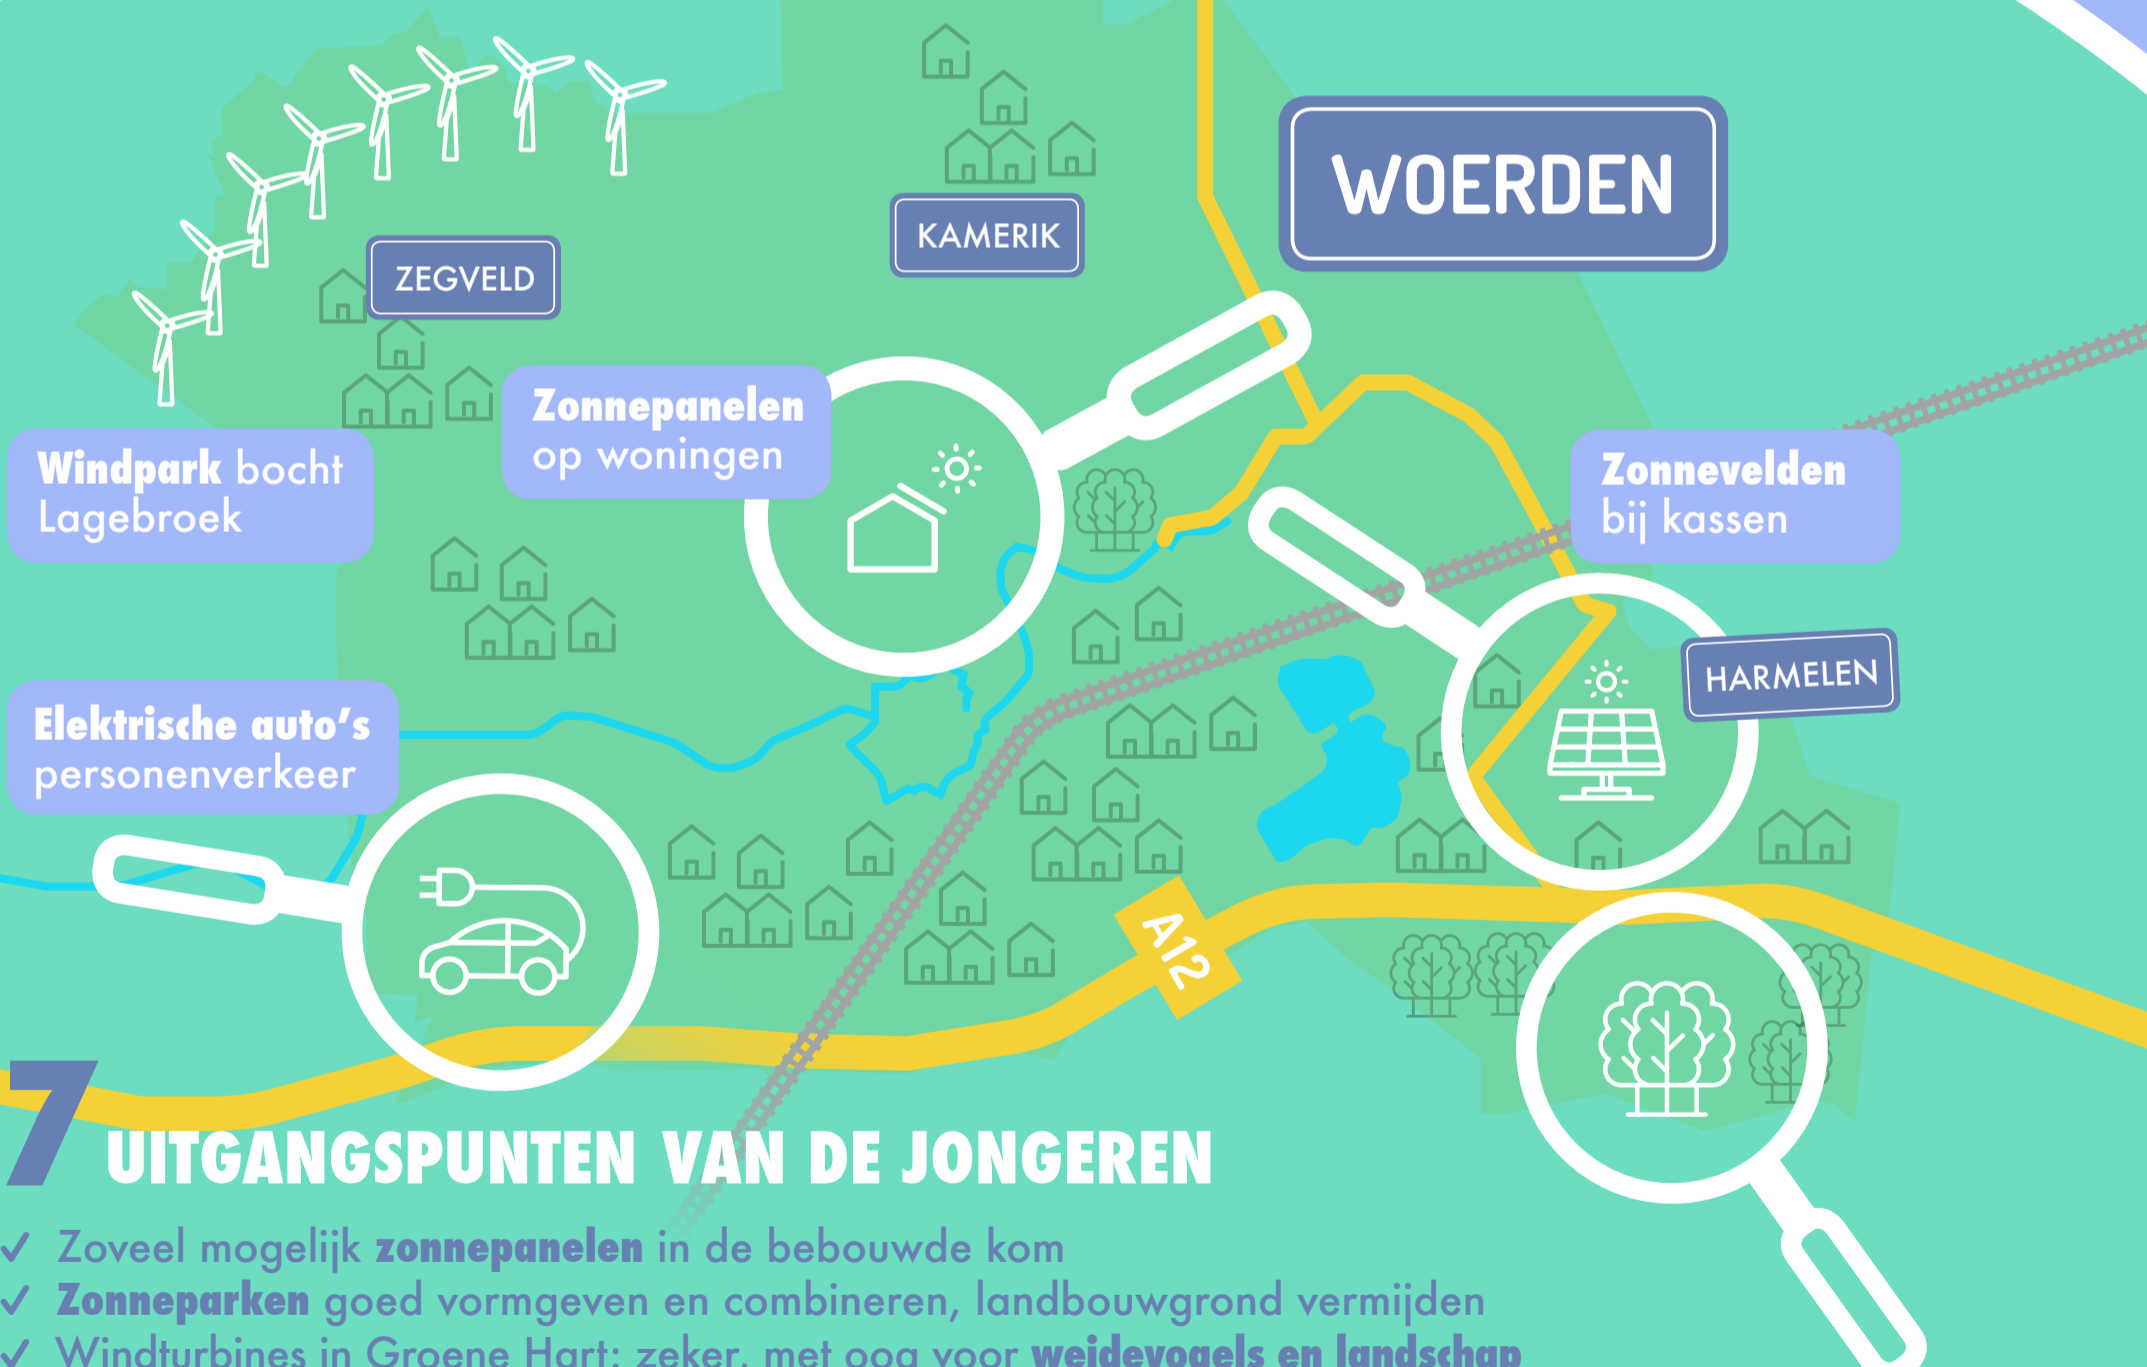 WOERDEN
KAMERIK
ZEGVELD
Zonnepanelen
op woningen
Windpark bocht
Lagebroek
Zonnevelden
bij kassen
HARMELEN
Elektrische auto's
personenverkeer
A12
7
UITGANGSPUNTEN VAN DE JONGEREN
✓ Zoveel mogelijk zonnepanelen in de bebouwde kom
✓ Zonneparken goed vormgeven en combineren, landbouwgrond vermijden
✓ Windturbines in Groene Hart: zeker, met oog voor weidevogels en landschap